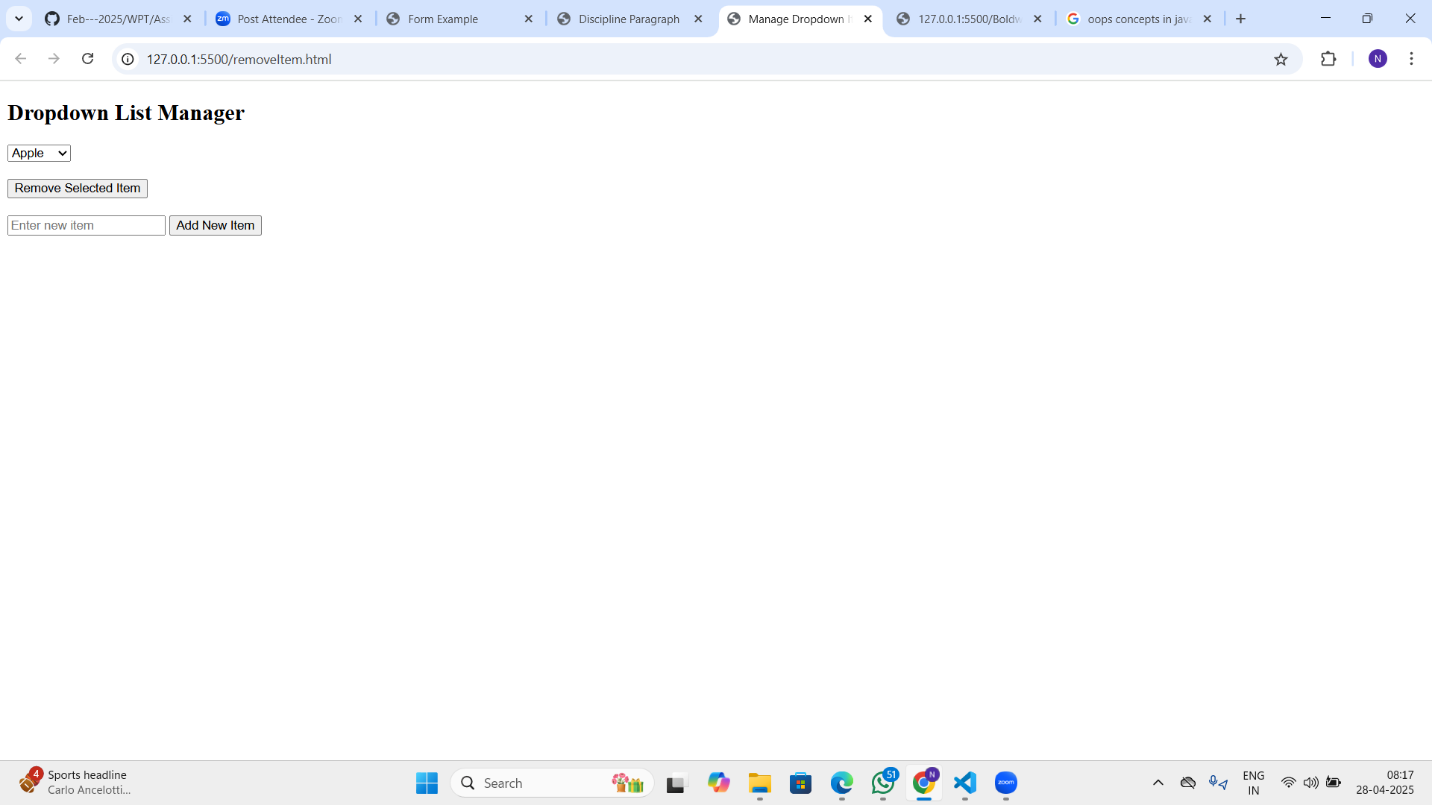 Feb---2025/WPT/Ass
Post Attendee - Zoom
Form Example
Discipline Paragraph
Manage Dropdown
127.0.0.1:5500/Boldw
oops concepts in java
127.0.0.1:5500/removeItem.html
N
Dropdown List Manager
Apple
Remove Selected Item
Enter new item Add New Item
4 Sports headline
Carlo Ancelotti...
Search
51
N
zoom
ENG
IN
08:17
28-04-2025